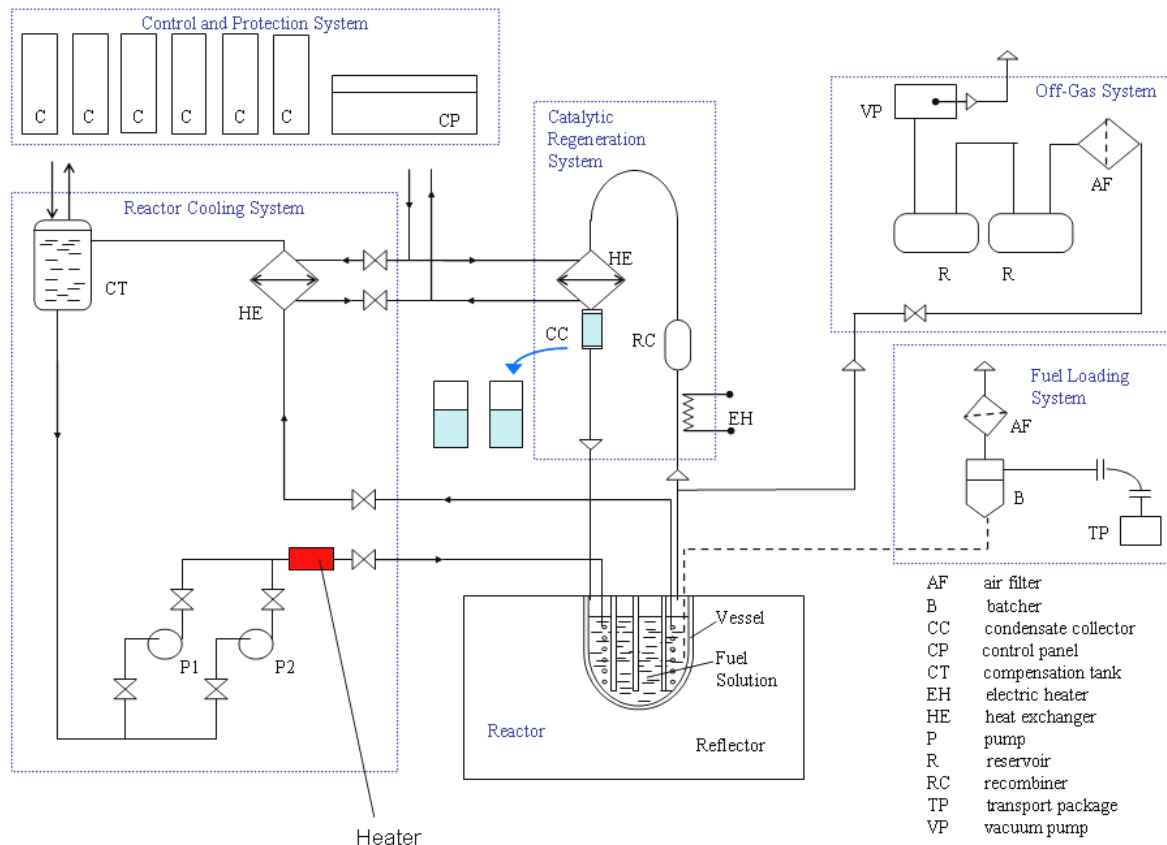 Control and Protection System
C
C
C
C
C
C
CP
Catalytic
Regeneration
System
Off-Gas System
VP
AF
R
R
Reactor Cooling System
CT
HE
HE
CC
RC
EH
Fuel Loading
System
AF
B
TP
P1
P2
Vessel
Fuel
Solution
Reactor
Reflector
Heater
AF air filter
B batcher
CC condensate collector
CP control panel
CT compensation tank
EH electric heater
HE heat exchanger
P pump
R reservoir
RC recombiner
TP transport package
VP vacuum pump